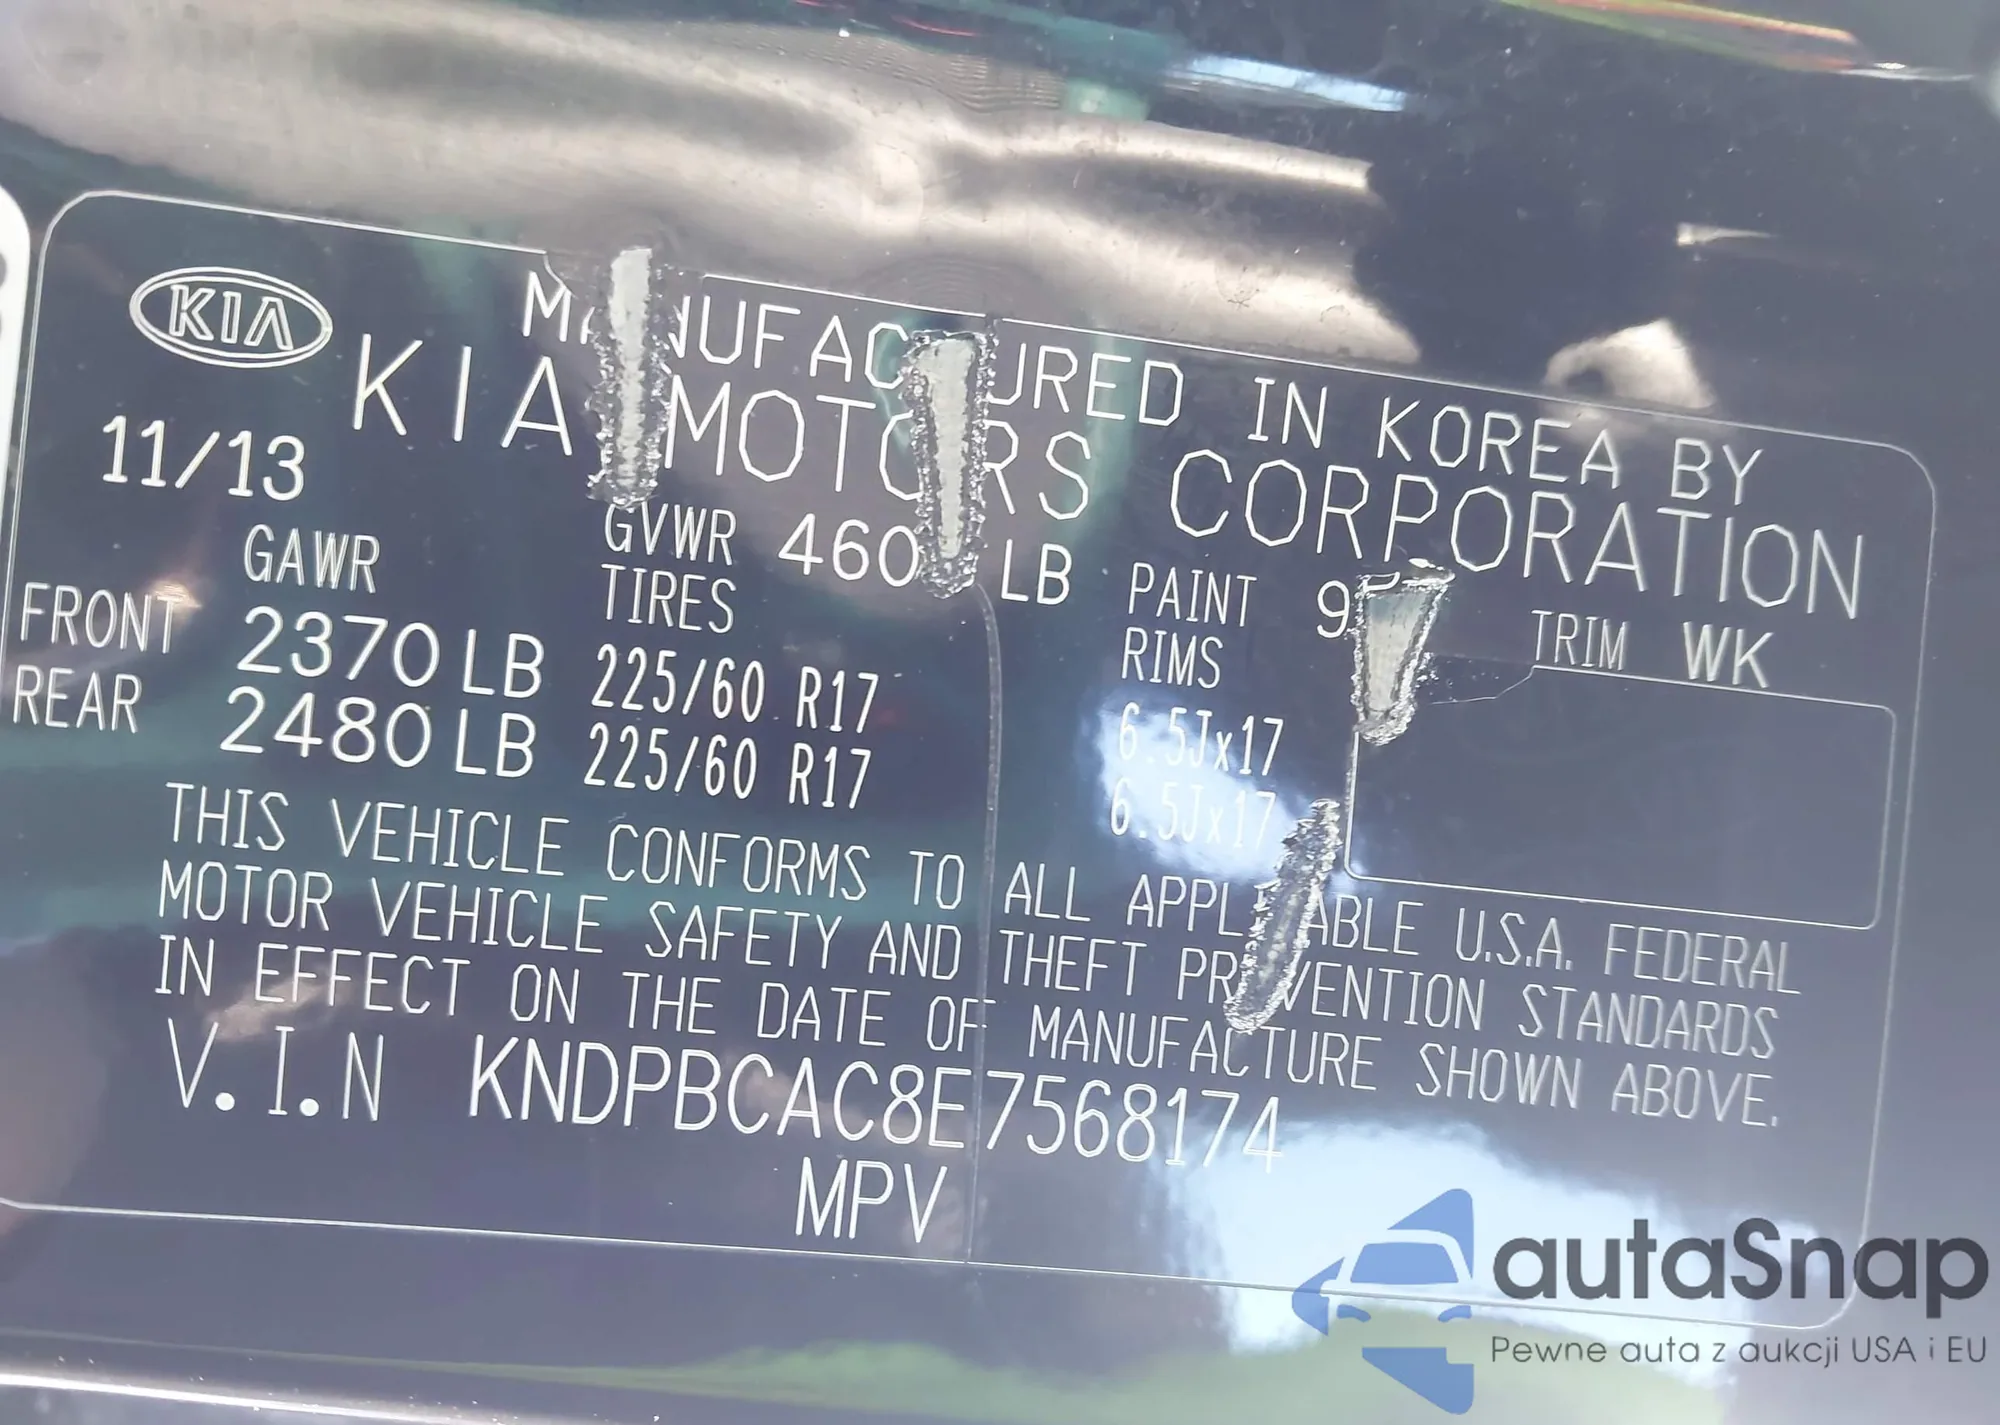 KIA
MANUFACTURED IN KOREA BY
KIA MOTORS CORPORATION
11/13
GAWR GVWR 460 LB PAINT TRIM WK
TIRES RIMS
FRONT 2370 LB 225/60 R17 6.5Jx17
REAR 2480 LB 225/60 R17 6.5Jx17
THIS VEHICLE CONFORMS TO ALL APPLICABLE U.S.A. FEDERAL
MOTOR VEHICLE SAFETY AND THEFT PREVENTION STANDARDS
IN EFFECT ON THE DATE OF MANUFACTURE SHOWN ABOVE.
V.I.N KNDPBCAC8E7568174
MPV
autaSnap
Pewne auta z aukcji USA i EU